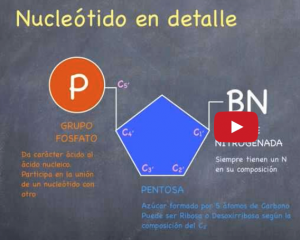 Nucleótido en detalle
P
C5'
BN
GRUPO
FOSFATO
C4'
C1'
C3'
C2'
NITROGENADA
De carácter ácido al
ácido nucleico.
Participa en la unión
de un nucleótido con
otro
Siempre tienen un N
en su composición
PENTOSA
Azúcar formado por 5 átomos de Carbono
Puede ser Ribosa o Desoxirribosa según la
composición del C2'